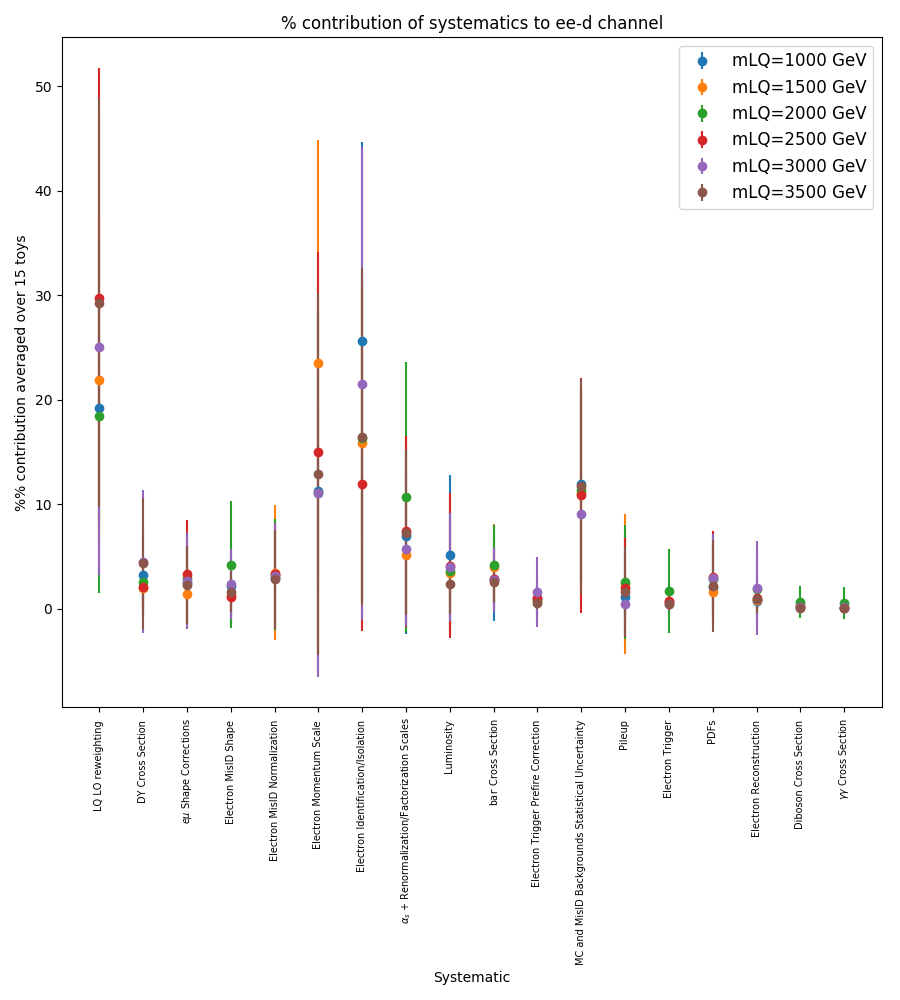 % contribution of systematics to ee-d channel
%% contribution averaged over 15 toys
50
40
30
20
10
0
mLQ=1000 GeV
mLQ=1500 GeV
mLQ=2000 GeV
mLQ=2500 GeV
mLQ=3000 GeV
mLQ=3500 GeV
LQ LO reweighting
DY Cross Section
eμ Shape Corrections
Electron MisID Shape
Electron MisID Normalization
Electron Momentum Scale
Electron Identification/Isolation
αs + Renormalization/Factorization Scales
Luminosity
bar Cross Section
Electron Trigger Prefire Correction
MC and MisID Backgrounds Statistical Uncertainty
Pileup
Electron Trigger
PDFs
Electron Reconstruction
Diboson Cross Section
γγ Cross Section
Systematic